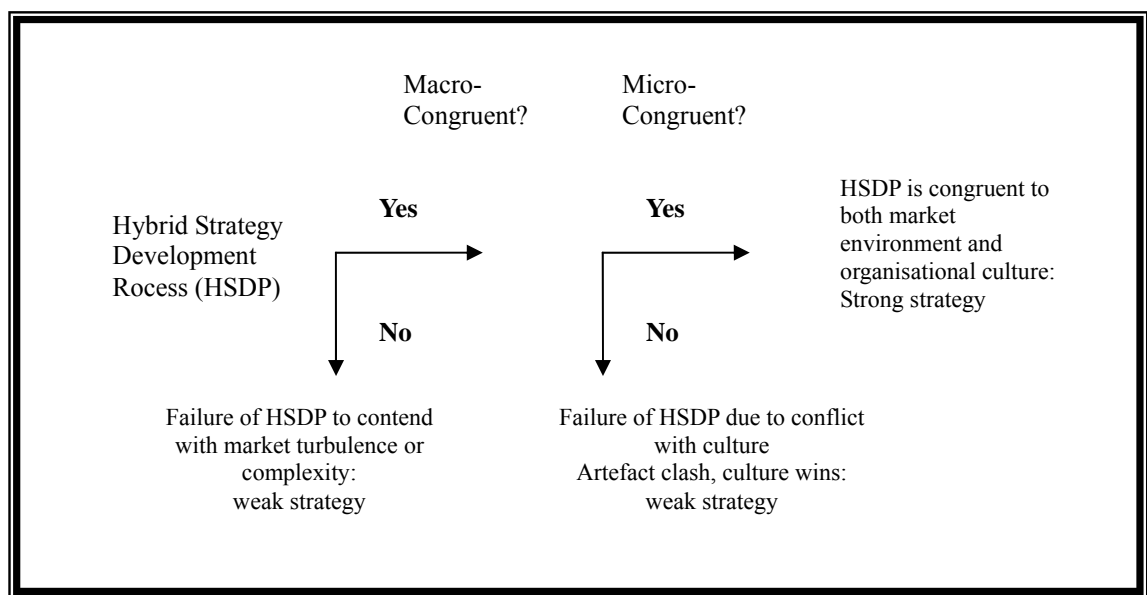 Macro-
Congruent?
Micro-
Congruent?
Hybrid Strategy
Development
Rocess (HSDP)
Yes
Yes
HSDP is congruent to
both market
environment and
organisational culture:
Strong strategy
No
No
Failure of HSDP to contend
with market turbulence or
complexity:
weak strategy
Failure of HSDP due to conflict
with culture
Artefact clash, culture wins:
weak strategy